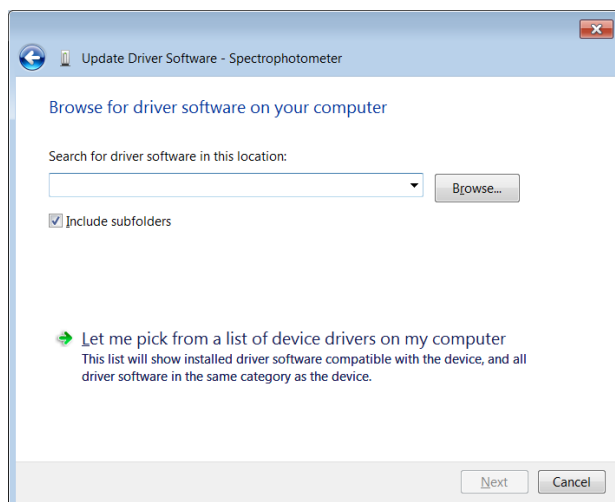 Update Driver Software - Spectrophotometer
Browse for driver software on your computer
Search for driver software in this location:
Browse...
Include subfolders
Let me pick from a list of device drivers on my computer
This list will show installed driver software compatible with the device, and all
driver software in the same category as the device.
Next
Cancel